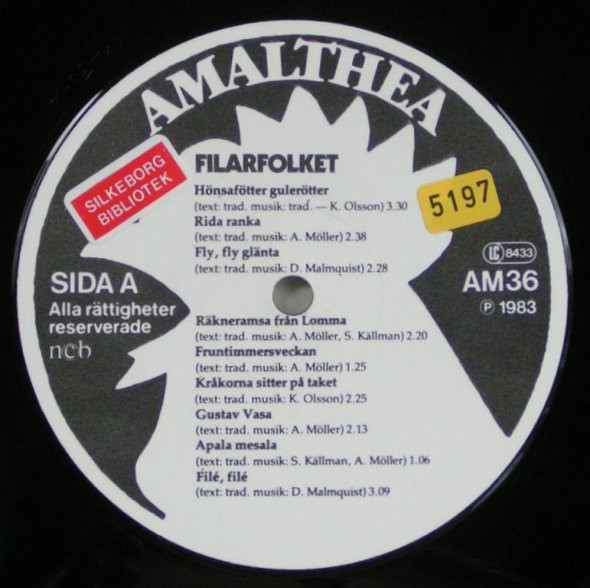 AMALTHEA
SILKEBORG
BIBLIOTEK
FILARFOLKET
5197
Hönsafötter gulerötter
(text: trad. musik: trad. — K. Olsson) 3.30
Rida ranka
(text: trad. musik: A. Möller) 2.38
Fly, fly glänta
(text: trad. musik: D. Malmquist) 2.28
LC 8433
SIDA A
AM36
Alla rättigheter
reserverade
℗ 1983
ncb
Räkneramsa från Lomma
(text: trad. musik: A. Möller, S. Källman) 2.20
Fruntimmersveckan
(text: trad. musik: A. Möller) 1.25
Kråkorna sitter på taket
(text: trad. musik: K. Olsson) 2.25
Gustav Vasa
(text: trad. musik: A. Möller) 2.13
Apala mesala
(text: trad. musik: S. Källman, A. Möller) 1.06
Filé, filé
(text: trad. musik: D. Malmquist) 3.09